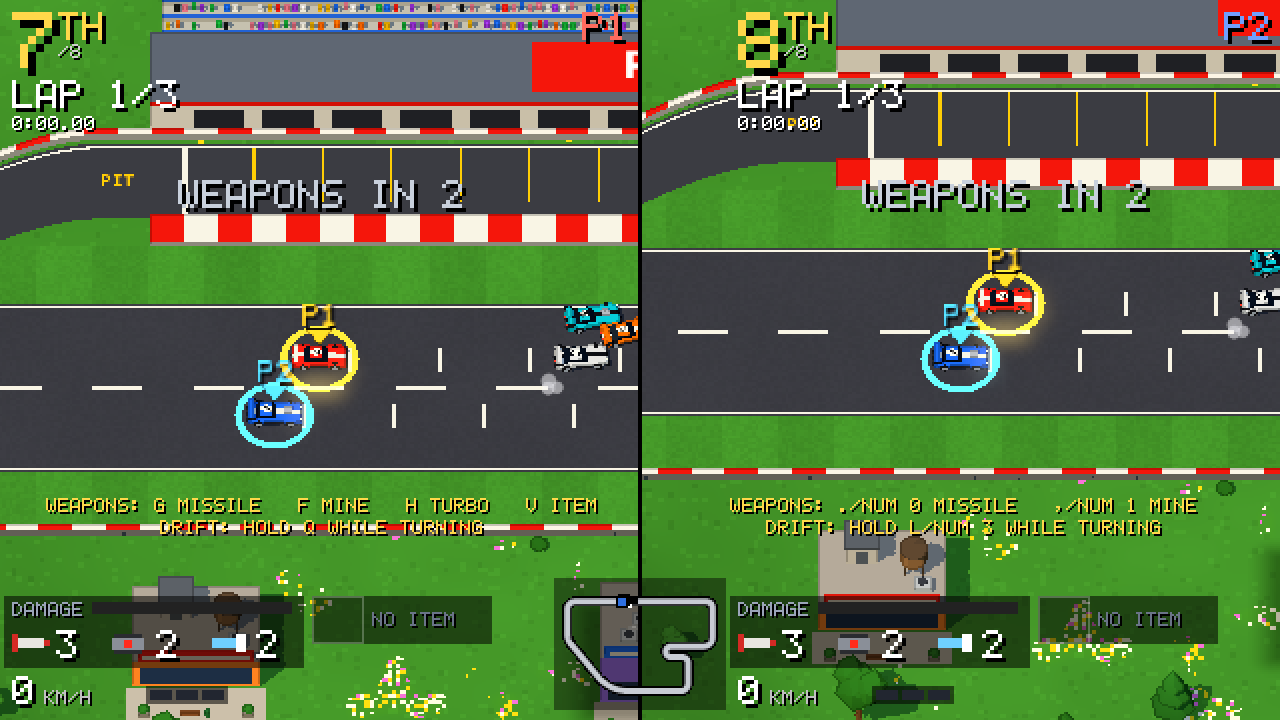 7TH
/8
LAP 1/3
0:00.00
P1
PIT
WEAPONS IN 2
P1
P2
WEAPONS: G MISSILE F MINE H TURBO V ITEM
DRIFT: HOLD Q WHILE TURNING
DAMAGE
NO ITEM
3 2 2
0 KM/H
8TH
/8
LAP 1/3
0:00.00
P2
WEAPONS IN 2
P1
P2
WEAPONS: ./NUM 0 MISSILE ,/NUM 1 MINE
DRIFT: HOLD L/NUM 3 WHILE TURNING
DAMAGE
NO ITEM
3 2 2
0 KM/H